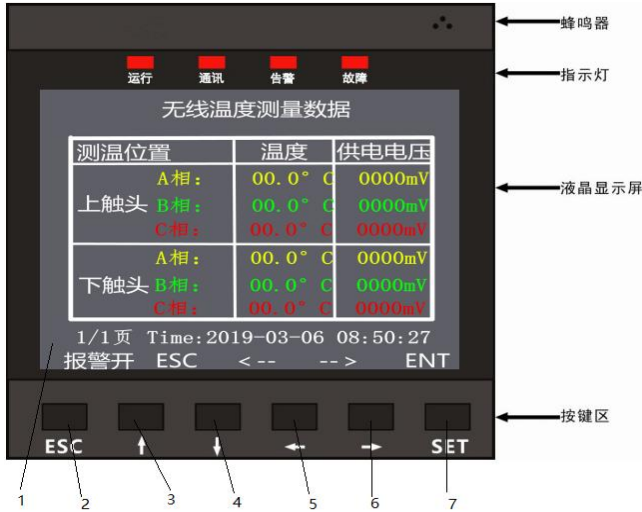 蜂鸣器
运行 通讯 告警 故障 指示灯
无线温度测量数据
测温位置 温度 供电电压
A相: 00.0° C 0000mV
上触头 B相: 00.0° C 0000mV 液晶显示屏
C相: 00.0° C 0000mV
A相: 00.0° C 0000mV
下触头 B相: 00.0° C 0000mV
C相: 00.0° C 0000mV
1/1页 Time:2019-03-06 08:50:27
报警开 ESC <-- --> ENT
按键区
ESC ↑ ↓ ← → SET
1 2 3 4 5 6 7